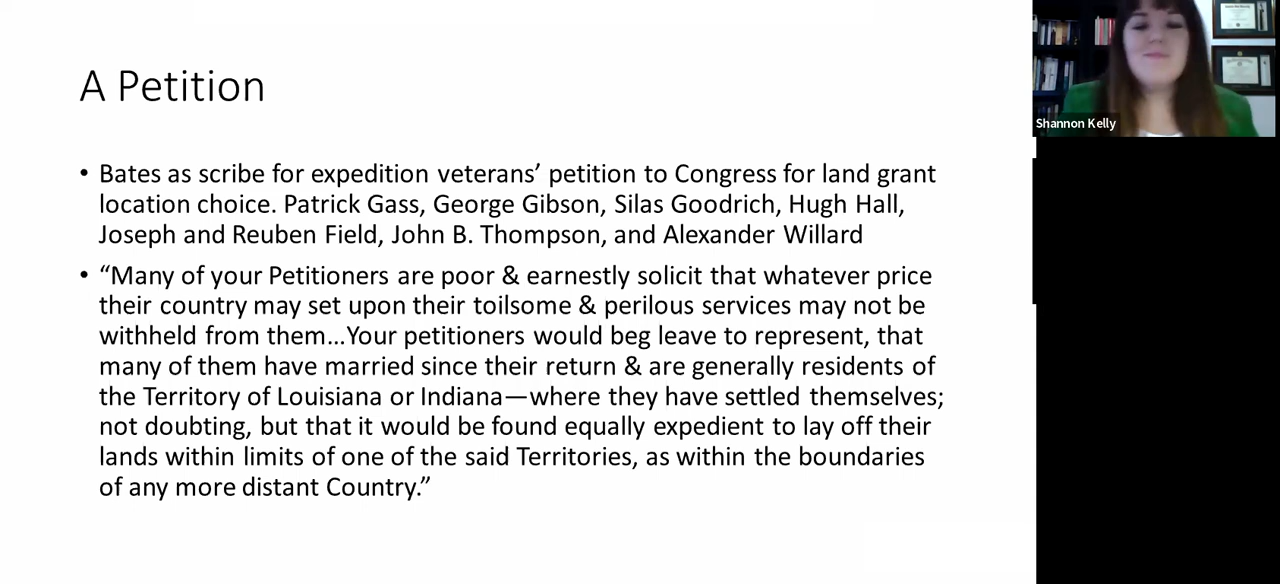 A Petition
• Bates as scribe for expedition veterans’ petition to Congress for land grant
location choice. Patrick Gass, George Gibson, Silas Goodrich, Hugh Hall,
Joseph and Reuben Field, John B. Thompson, and Alexander Willard
• “Many of your Petitioners are poor & earnestly solicit that whatever price
their country may set upon their toilsome & perilous services may not be
withheld from them…Your petitioners would beg leave to represent, that
many of them have married since their return & are generally residents of
the Territory of Louisiana or Indiana—where they have settled themselves;
not doubting, but that it would be found equally expedient to lay off their
lands within limits of one of the said Territories, as within the boundaries
of any more distant Country.”
Shannon Kelly